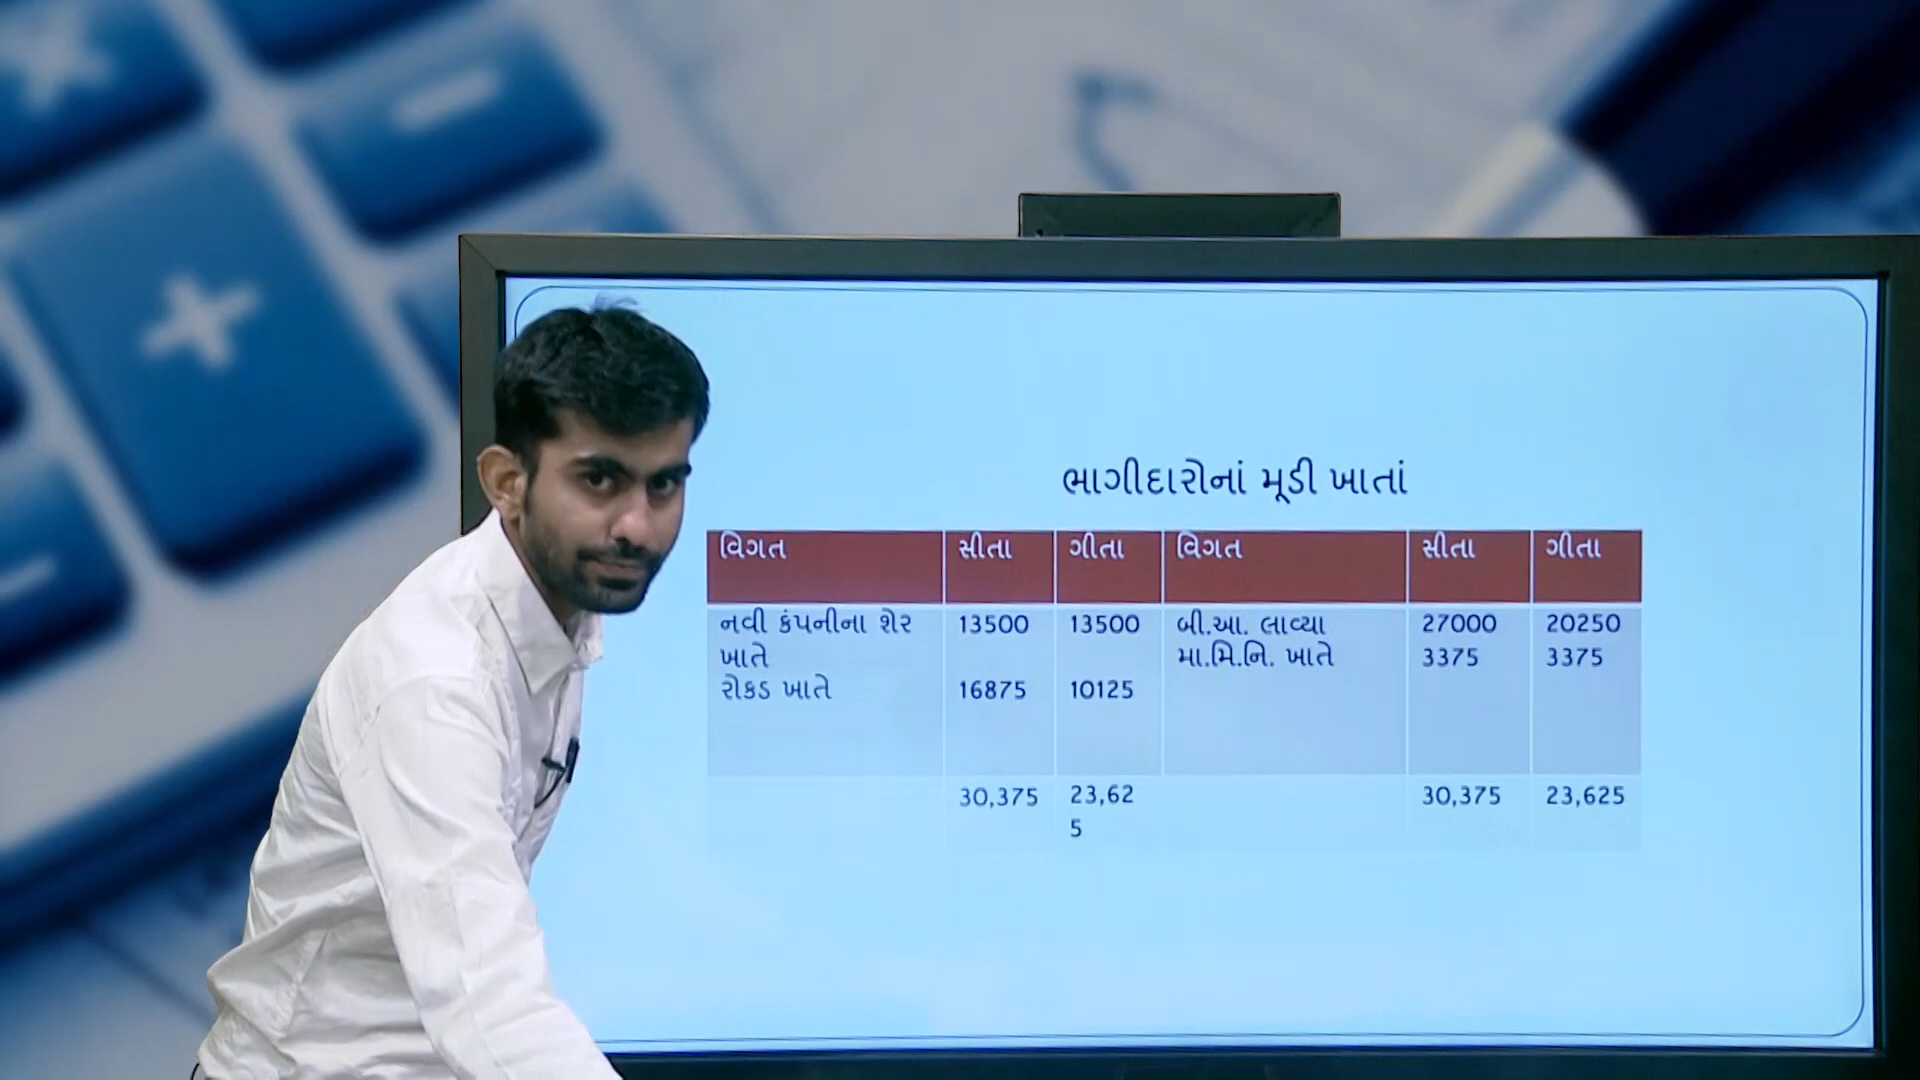 ભાગીદારોનાં મૂડી ખાતાં
વિગત સીતા ગીતા વિગત સીતા ગીતા
નવી કંપનીના શેર 13500 13500 બી.આ. લાવ્યા 27000 20250
ખાતે મા.મિ.નિ. ખાતે 3375 3375
રોકડ ખાતે 16875 10125
30,375 23,62 30,375 23,625
5